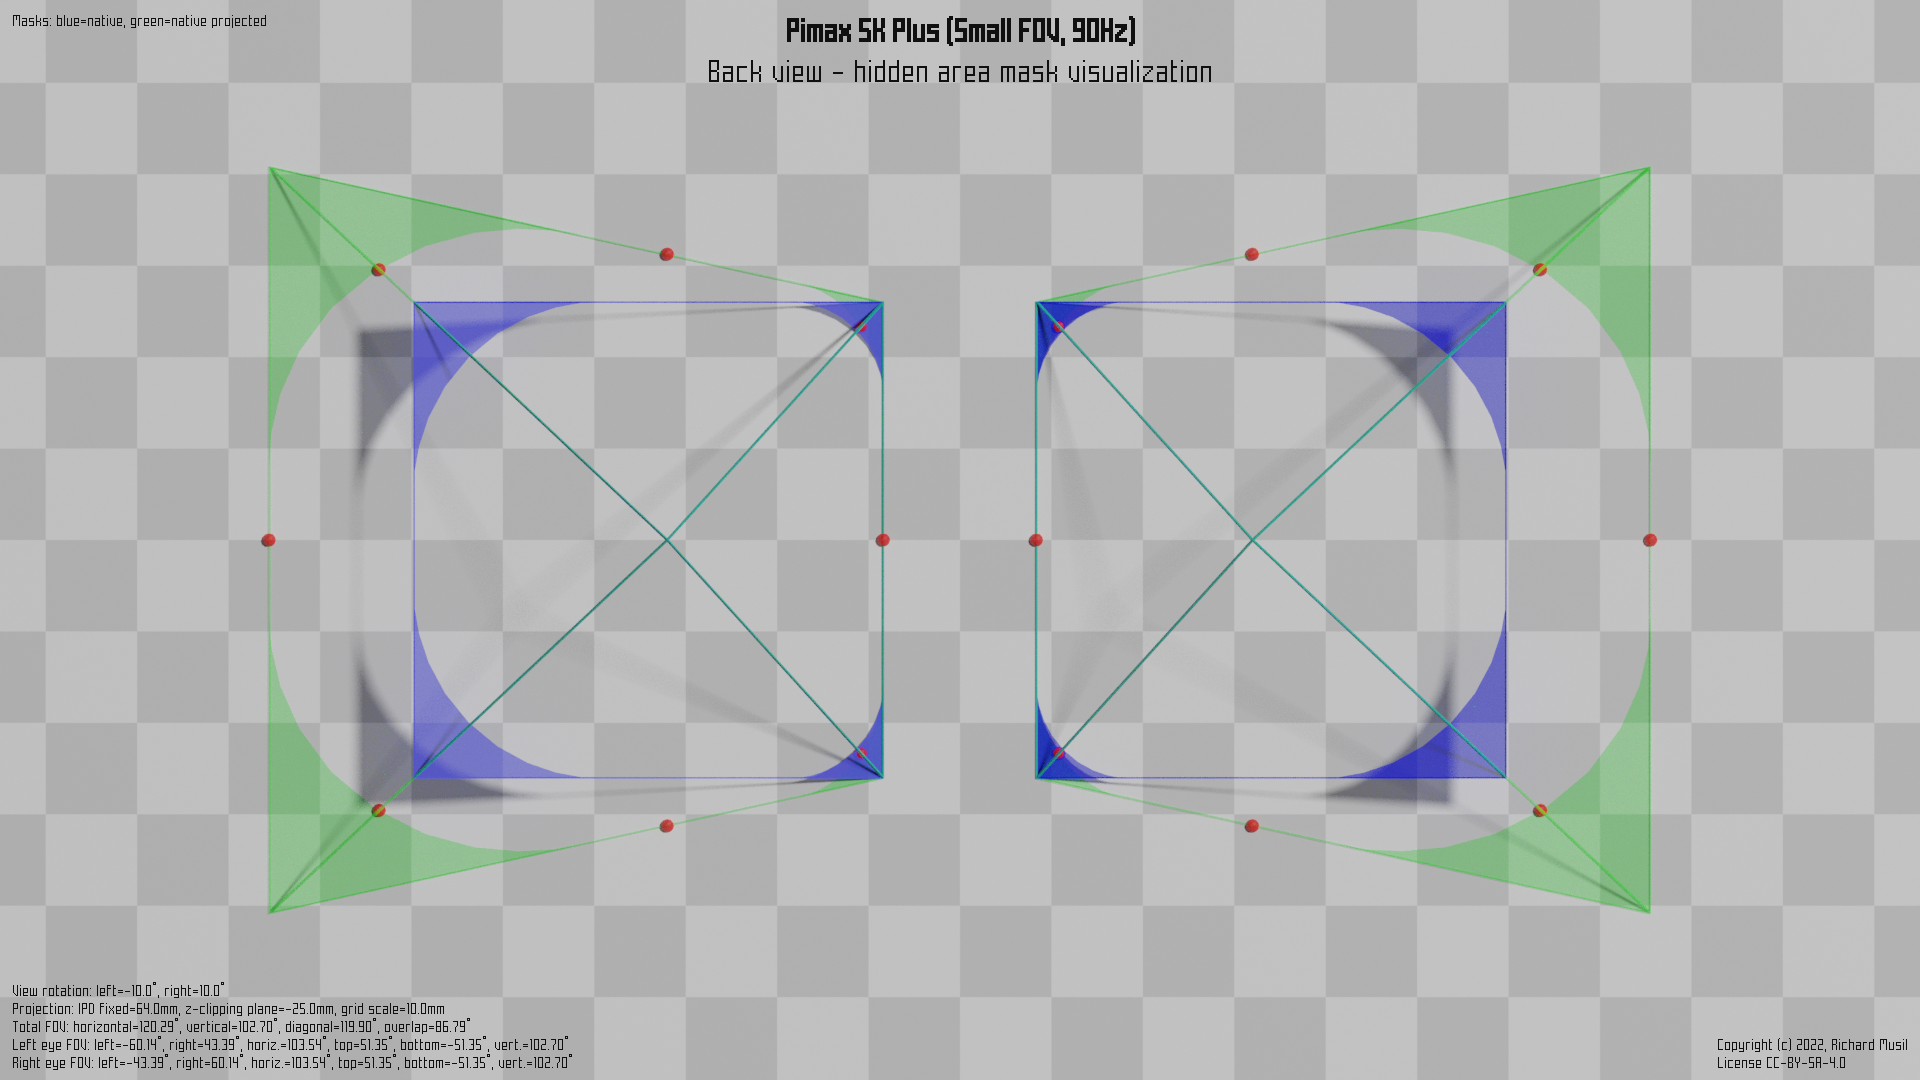 Masks: blue=native, green=native projected
Pimax 5K Plus (Small FOV, 90Hz)
Back view - hidden area mask visualization
View rotation: left=-10.0°, right=10.0°
Projection: IPD fixed=64.0mm, z-clipping plane=-25.0mm, grid scale=10.0mm
Total FOV: horizontal=120.29°, vertical=102.70°, diagonal=119.90°, overlap=86.79°
Left eye FOV: left=-60.14°, right=43.39°, horiz.=103.54°, top=51.35°, bottom=-51.35°, vert.=102.70°
Right eye FOV: left=-43.39°, right=60.14°, horiz.=103.54°, top=51.35°, bottom=-51.35°, vert.=102.70°
Copyright (c) 2022, Richard Musil
License CC-BY-SA-4.0